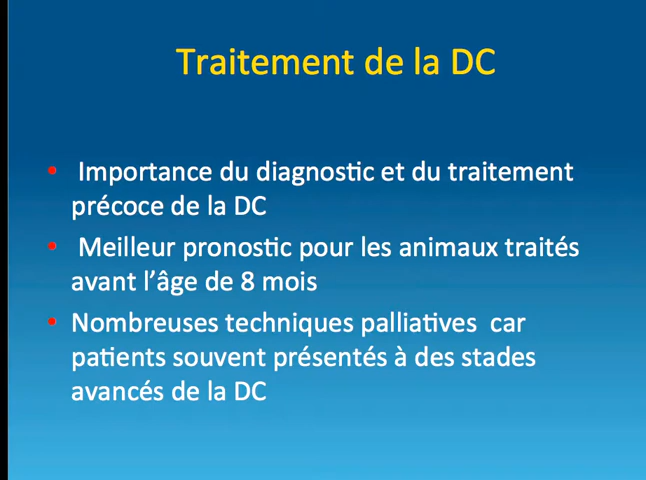 Traitement de la DC
• Importance du diagnostic et du traitement
précoce de la DC
• Meilleur pronostic pour les animaux traités
avant l’âge de 8 mois
• Nombreuses techniques palliatives car
patients souvent présentés à des stades
avancés de la DC